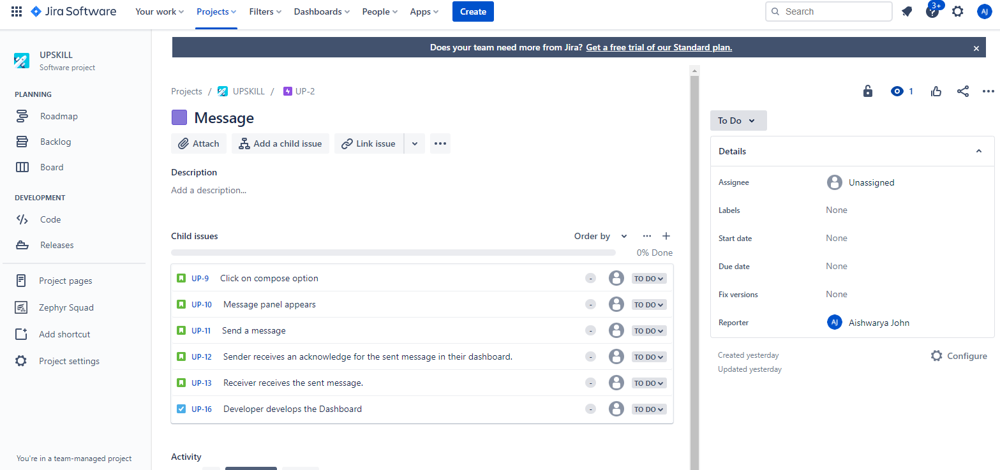 Jira Software
Your work
Projects
Filters
Dashboards
People
Apps
Create
Search
3+
AJ
UPSKILL
Software project
PLANNING
Roadmap
Backlog
Board
DEVELOPMENT
Code
Releases
Project pages
Zephyr Squad
Add shortcut
Project settings
You're in a team-managed project
Does your team need more from Jira? Get a free trial of our Standard plan.
Projects / UPSKILL / UP-2
Message
Attach
Add a child issue
Link issue
Description
Add a description...
Child issues
Order by
0% Done
UP-9 Click on compose option - TO DO
UP-10 Message panel appears - TO DO
UP-11 Send a message - TO DO
UP-12 Sender receives an acknowledge for the sent message in their dashboard. - TO DO
UP-13 Receiver receives the sent message. - TO DO
UP-16 Developer develops the Dashboard - TO DO
Activity
1
To Do
Details
Assignee Unassigned
Labels None
Start date None
Due date None
Fix versions None
Reporter AJ Aishwarya John
Created yesterday
Configure
Updated yesterday